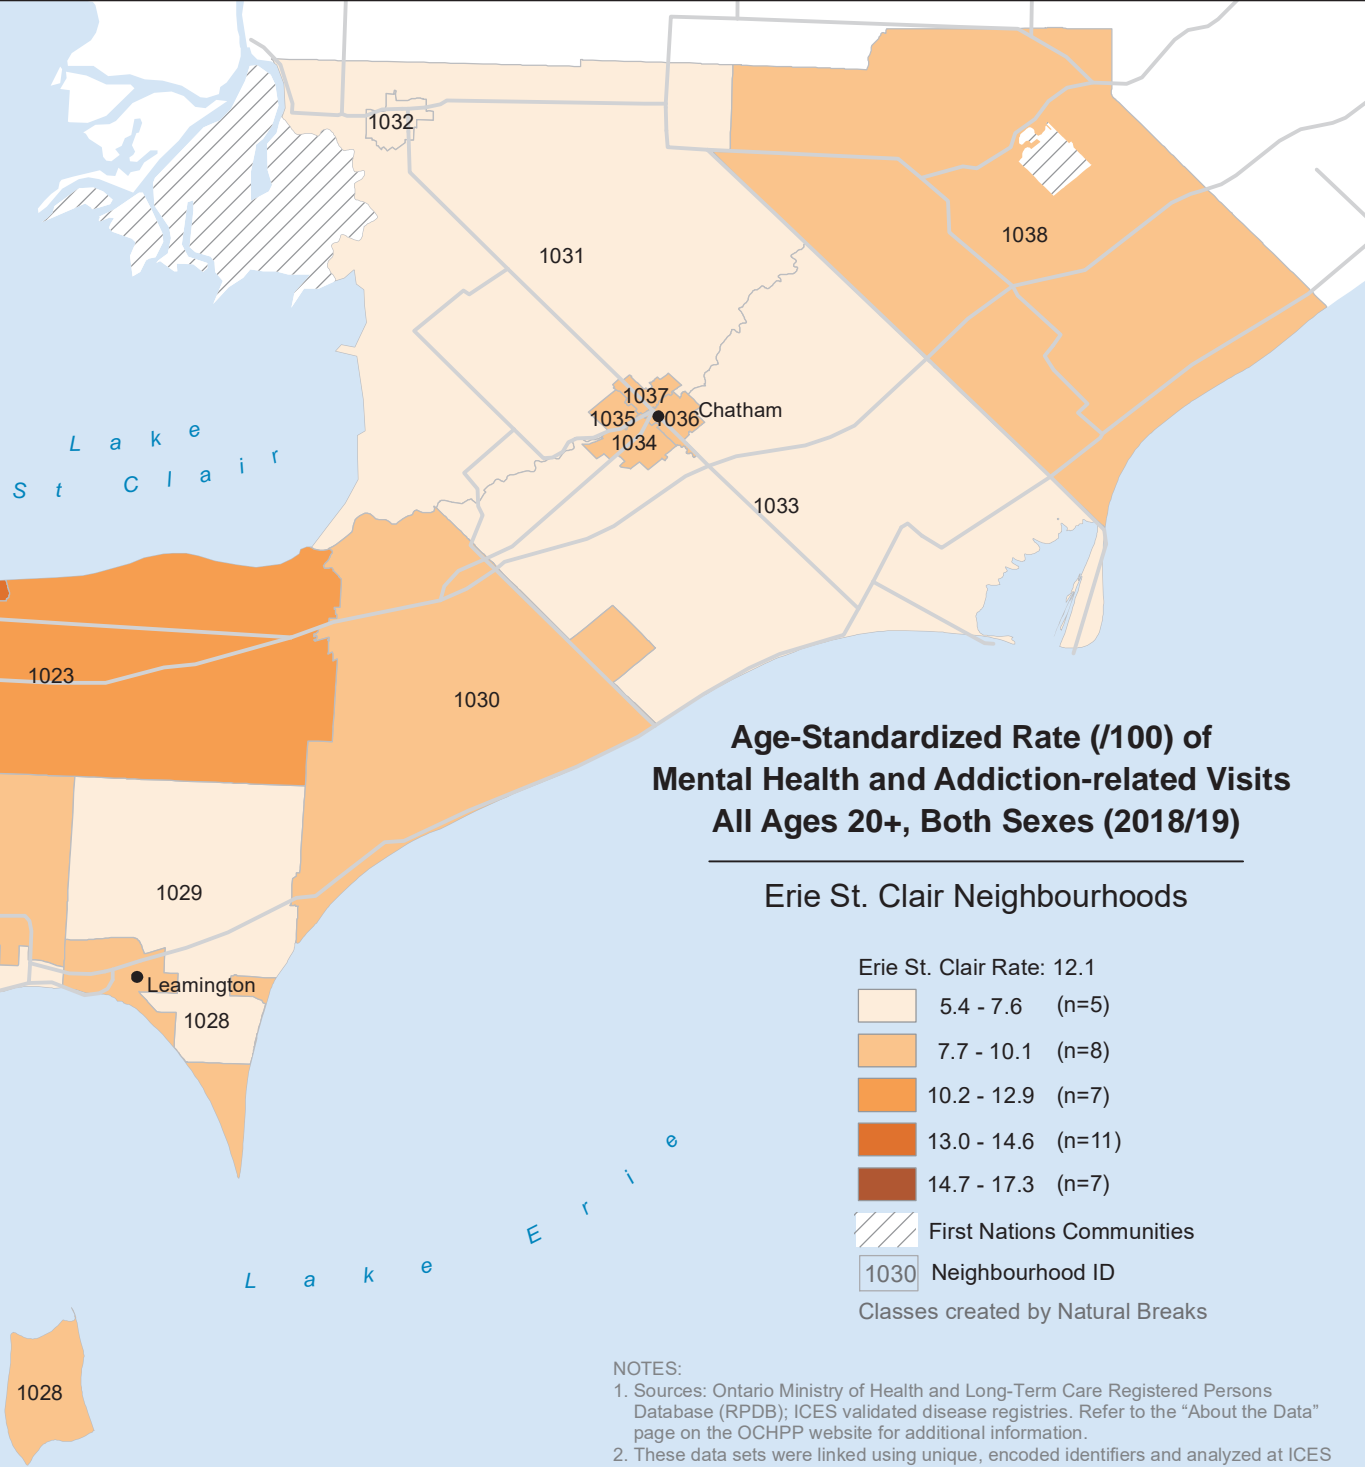 1032
1031
1038
1037
1035
1036
Chatham
1034
Lake
St Clair
1033
1023
1030
Age-Standardized Rate (/100) of
Mental Health and Addiction-related Visits
All Ages 20+, Both Sexes (2018/19)
Erie St. Clair Neighbourhoods
1029
Leamington
1028
Erie St. Clair Rate: 12.1
5.4 - 7.6 (n=5)
7.7 - 10.1 (n=8)
10.2 - 12.9 (n=7)
13.0 - 14.6 (n=11)
14.7 - 17.3 (n=7)
First Nations Communities
1030 Neighbourhood ID
Classes created by Natural Breaks
Lake Erie
1028
NOTES:
1. Sources: Ontario Ministry of Health and Long-Term Care Registered Persons
Database (RPDB); ICES validated disease registries. Refer to the “About the Data”
page on the OCHPP website for additional information.
2. These data sets were linked using unique, encoded identifiers and analyzed at ICES